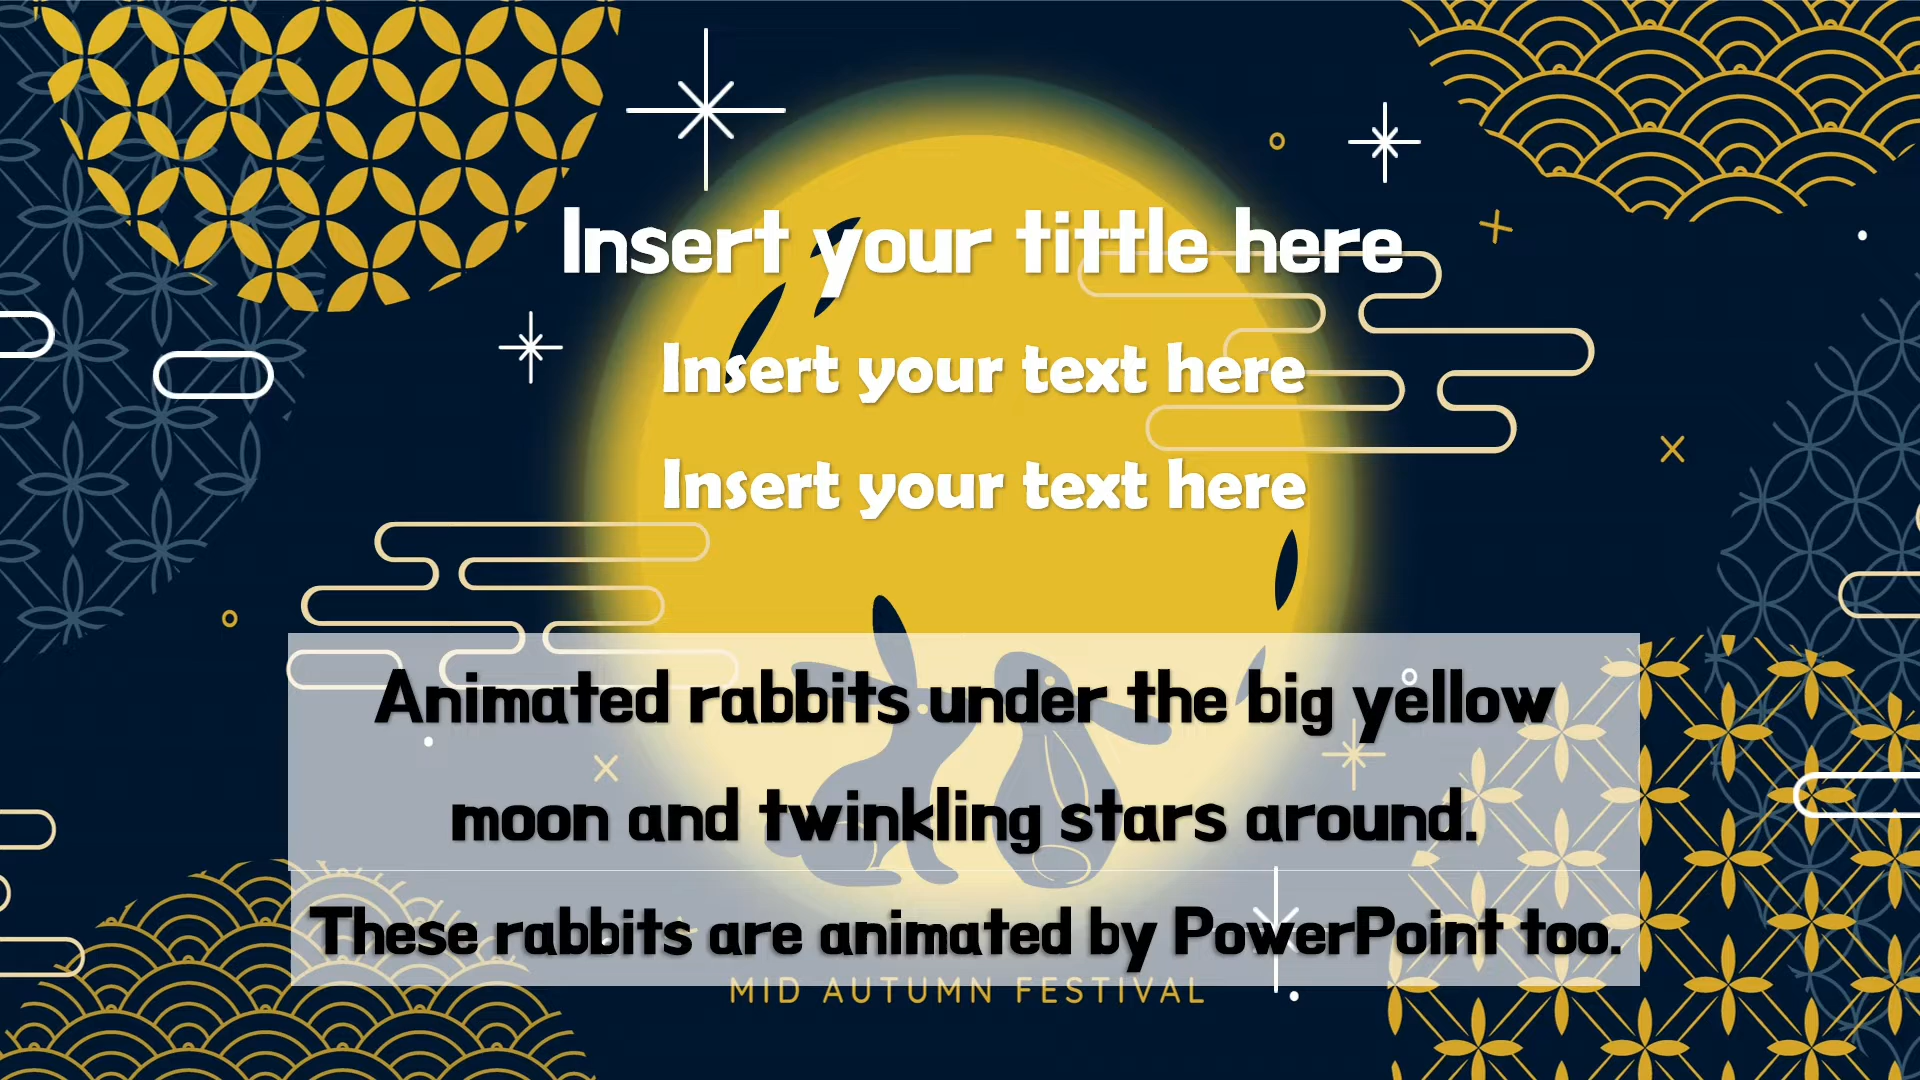 Insert your tittle here
Insert your text here
Insert your text here
Animated rabbits under the big yellow
moon and twinkling stars around.
These rabbits are animated by PowerPoint too.
MID AUTUMN FESTIVAL